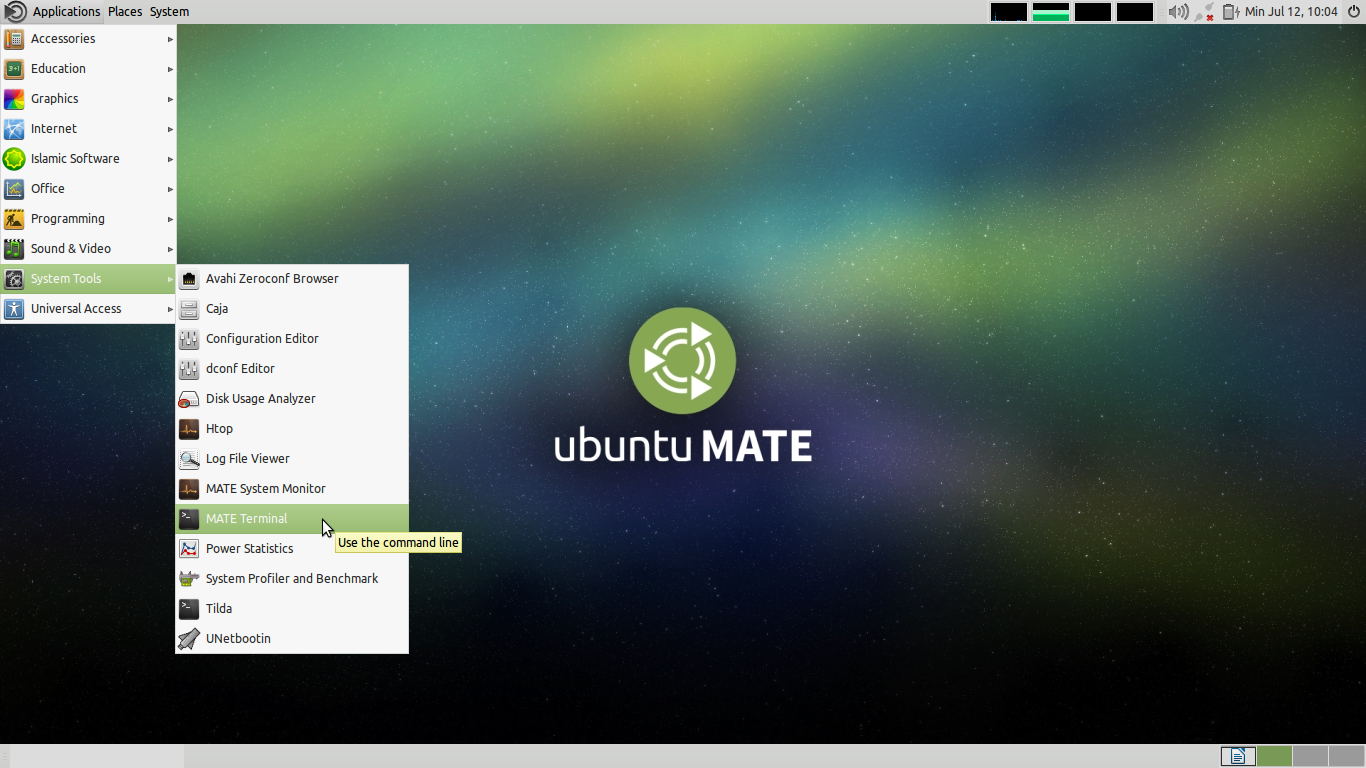 Applications Places System
Min Jul 12, 10:04
Accessories
Education
Graphics
Internet
Islamic Software
Office
Programming
Sound & Video
System Tools
Universal Access
Avahi Zeroconf Browser
Caja
Configuration Editor
dconf Editor
Disk Usage Analyzer
Htop
Log File Viewer
MATE System Monitor
MATE Terminal
Use the command line
Power Statistics
System Profiler and Benchmark
Tilda
UNetbootin
ubuntu MATE